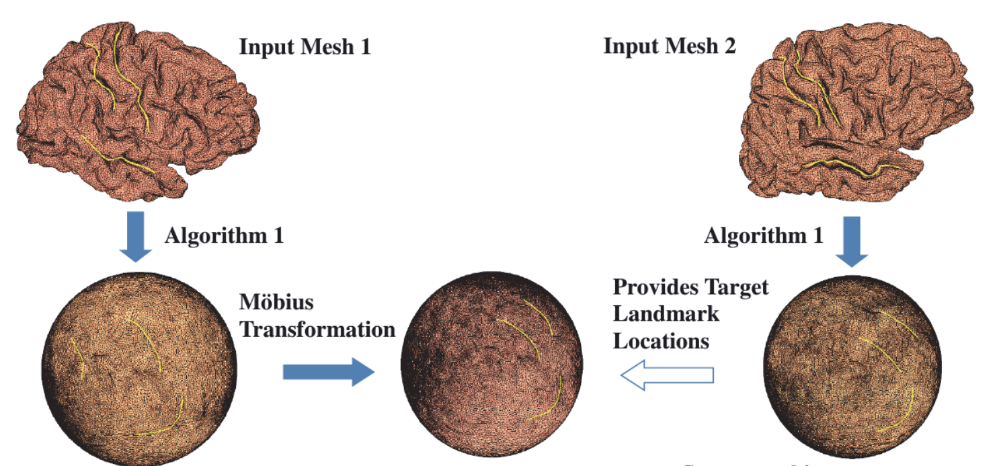 Input Mesh 1
Input Mesh 2
Algorithm 1
Algorithm 1
Möbius
Transformation
Provides Target
Landmark
Locations